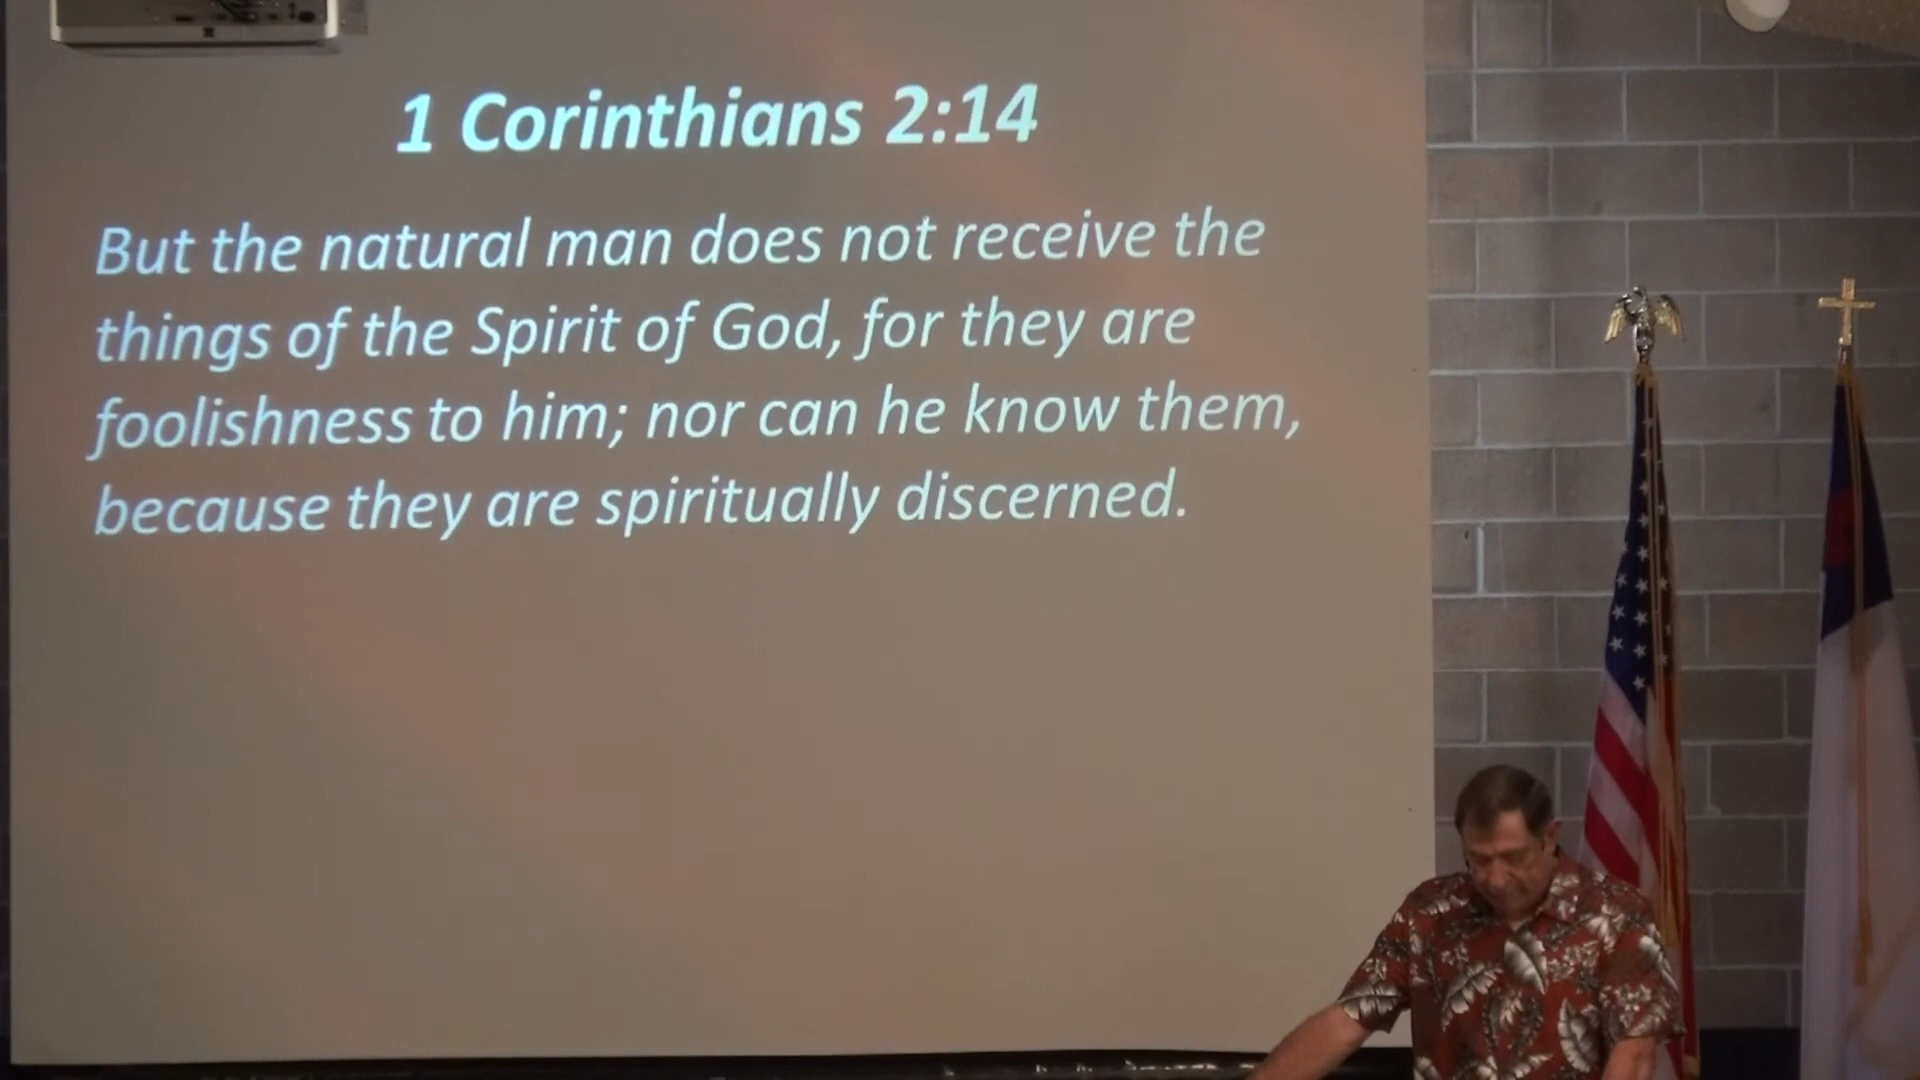 1 Corinthians 2:14
But the natural man does not receive the
things of the Spirit of God, for they are
foolishness to him; nor can he know them,
because they are spiritually discerned.